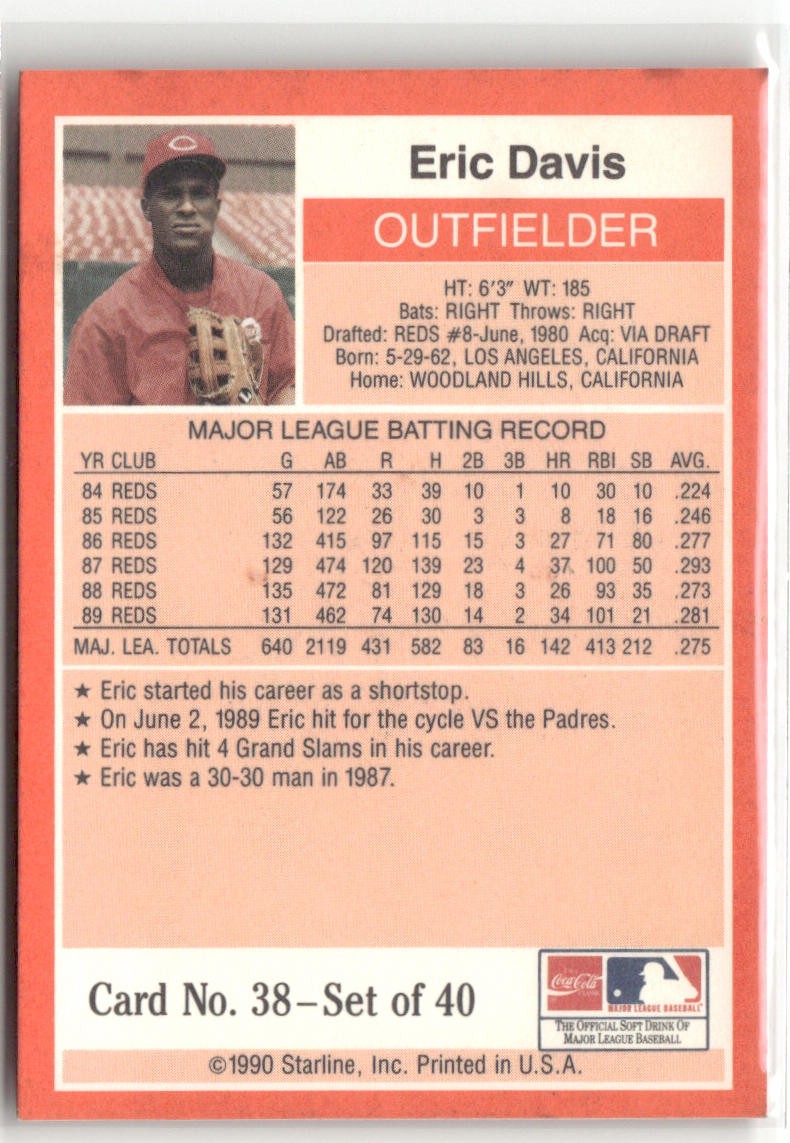 Eric Davis
OUTFIELDER
HT: 6'3" WT: 185
Bats: RIGHT Throws: RIGHT
Drafted: REDS #8-June, 1980 Acq: VIA DRAFT
Born: 5-29-62, LOS ANGELES, CALIFORNIA
Home: WOODLAND HILLS, CALIFORNIA
MAJOR LEAGUE BATTING RECORD
YR CLUB G AB R H 2B 3B HR RBI SB AVG.
84 REDS 57 174 33 39 10 1 10 30 10 .224
85 REDS 56 122 26 30 3 3 8 18 16 .246
86 REDS 132 415 97 115 15 3 27 71 80 .277
87 REDS 129 474 120 139 23 4 37 100 50 .293
88 REDS 135 472 81 129 18 3 26 93 35 .273
89 REDS 131 462 74 130 14 2 34 101 21 .281
MAJ. LEA. TOTALS 640 2119 431 582 83 16 142 413 212 .275
★ Eric started his career as a shortstop.
★ On June 2, 1989 Eric hit for the cycle VS the Padres.
★ Eric has hit 4 Grand Slams in his career.
★ Eric was a 30-30 man in 1987.
Card No. 38–Set of 40
Coca-Cola
MAJOR LEAGUE BASEBALL
THE OFFICIAL SOFT DRINK OF
MAJOR LEAGUE BASEBALL
©1990 Starline, Inc. Printed in U.S.A.